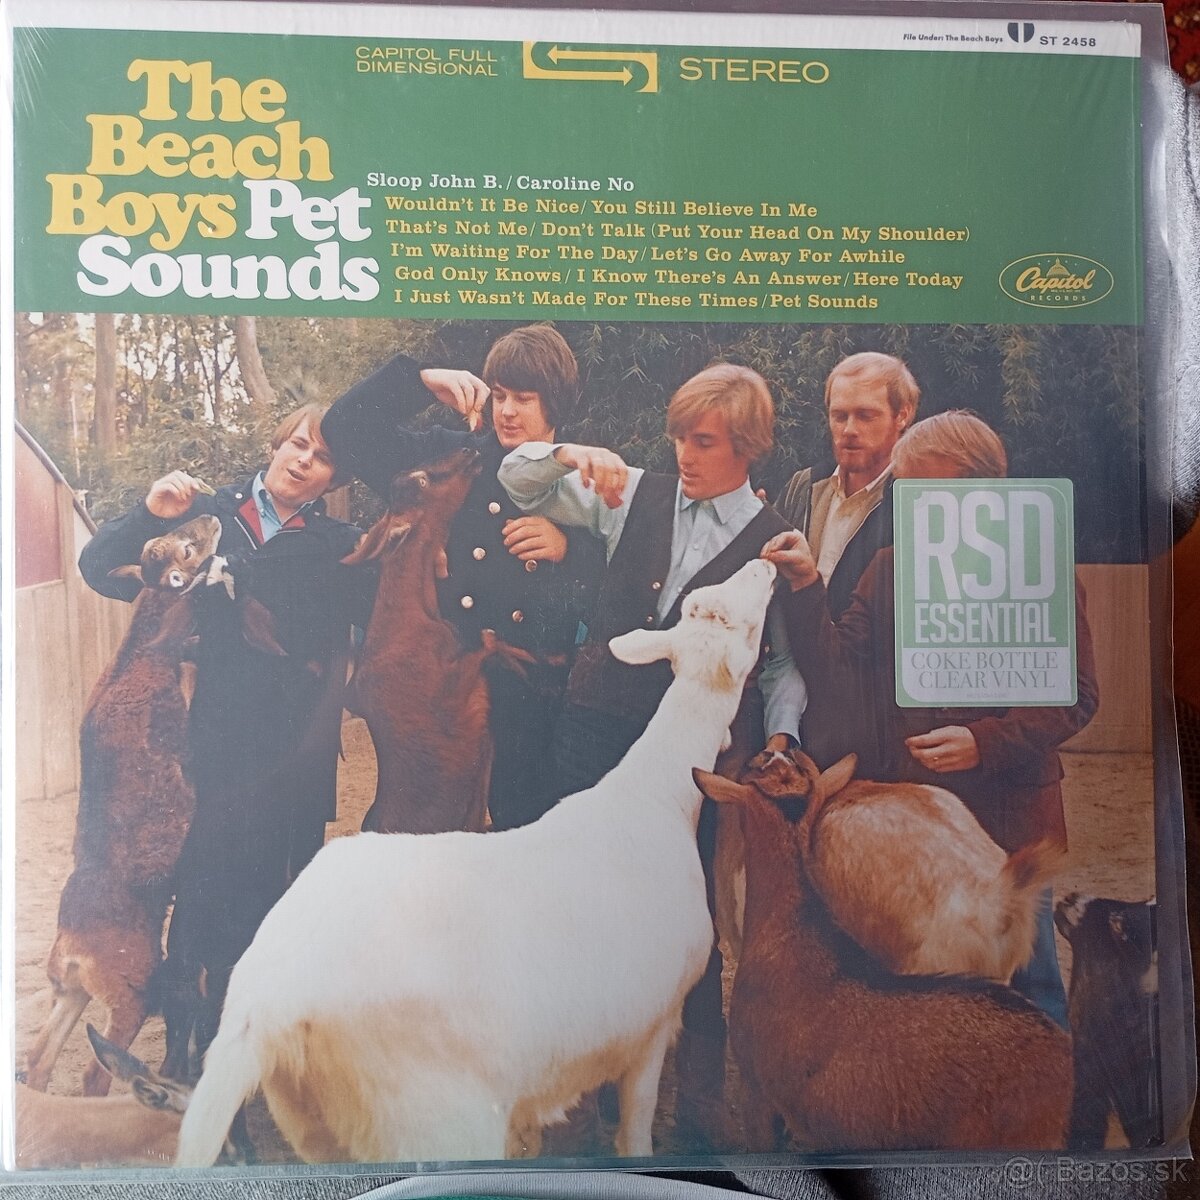 File Under: The Beach Boys ST 2458
CAPITOL FULL
DIMENSIONAL
STEREO
The
Beach
Boys Pet
Sounds
Sloop John B./Caroline No
Wouldn't It Be Nice/You Still Believe In Me
That's Not Me/Don't Talk (Put Your Head On My Shoulder)
I'm Waiting For The Day/Let's Go Away For Awhile
God Only Knows/I Know There's An Answer/Here Today
I Just Wasn't Made For These Times/Pet Sounds
Capitol
RECORDS
RSD
ESSENTIAL
COKE BOTTLE
CLEAR VINYL
Bazos.sk